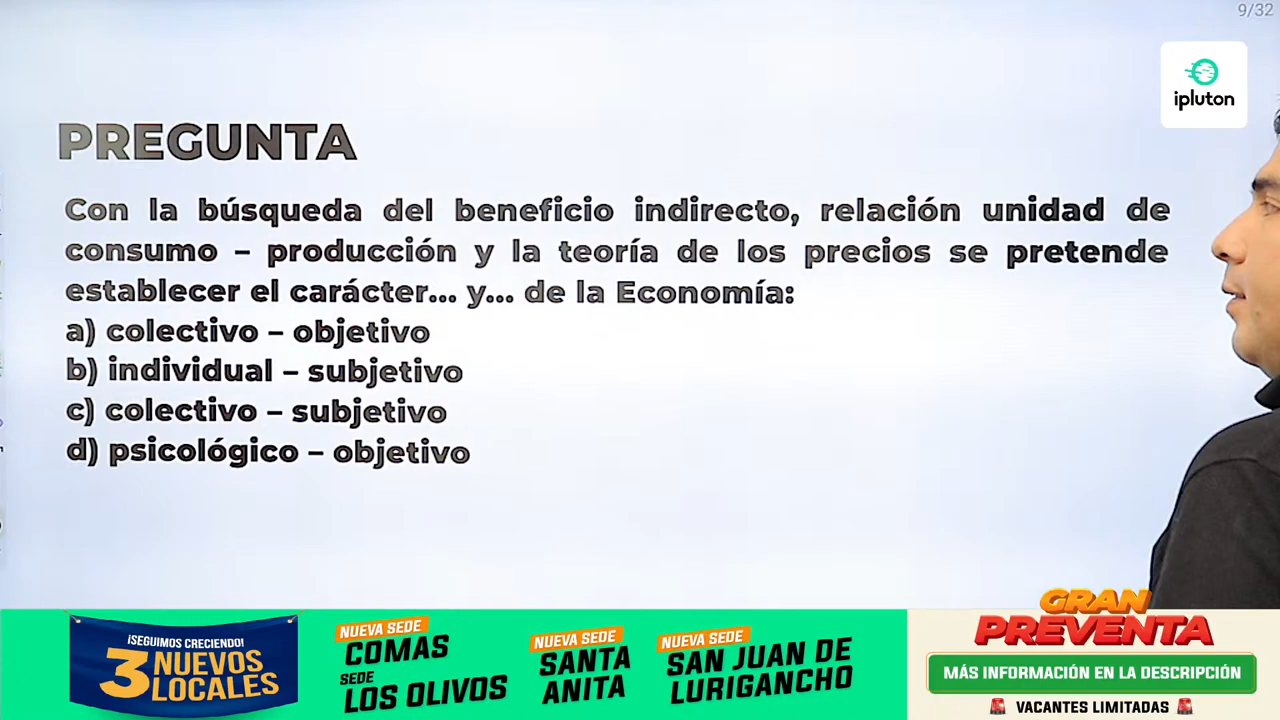 9/32
ipluton
PREGUNTA
Con la búsqueda del beneficio indirecto, relación unidad de
consumo – producción y la teoría de los precios se pretende
establecer el carácter... y... de la Economía:
a) colectivo – objetivo
b) individual – subjetivo
c) colectivo – subjetivo
d) psicológico – objetivo
¡SEGUIMOS CRECIENDO!
3 NUEVOS
LOCALES
NUEVA SEDE
COMAS
SEDE
LOS OLIVOS
NUEVA SEDE
SANTA
ANITA
NUEVA SEDE
SAN JUAN DE
LURIGANCHO
GRAN
PREVENTA
MÁS INFORMACIÓN EN LA DESCRIPCIÓN
VACANTES LIMITADAS